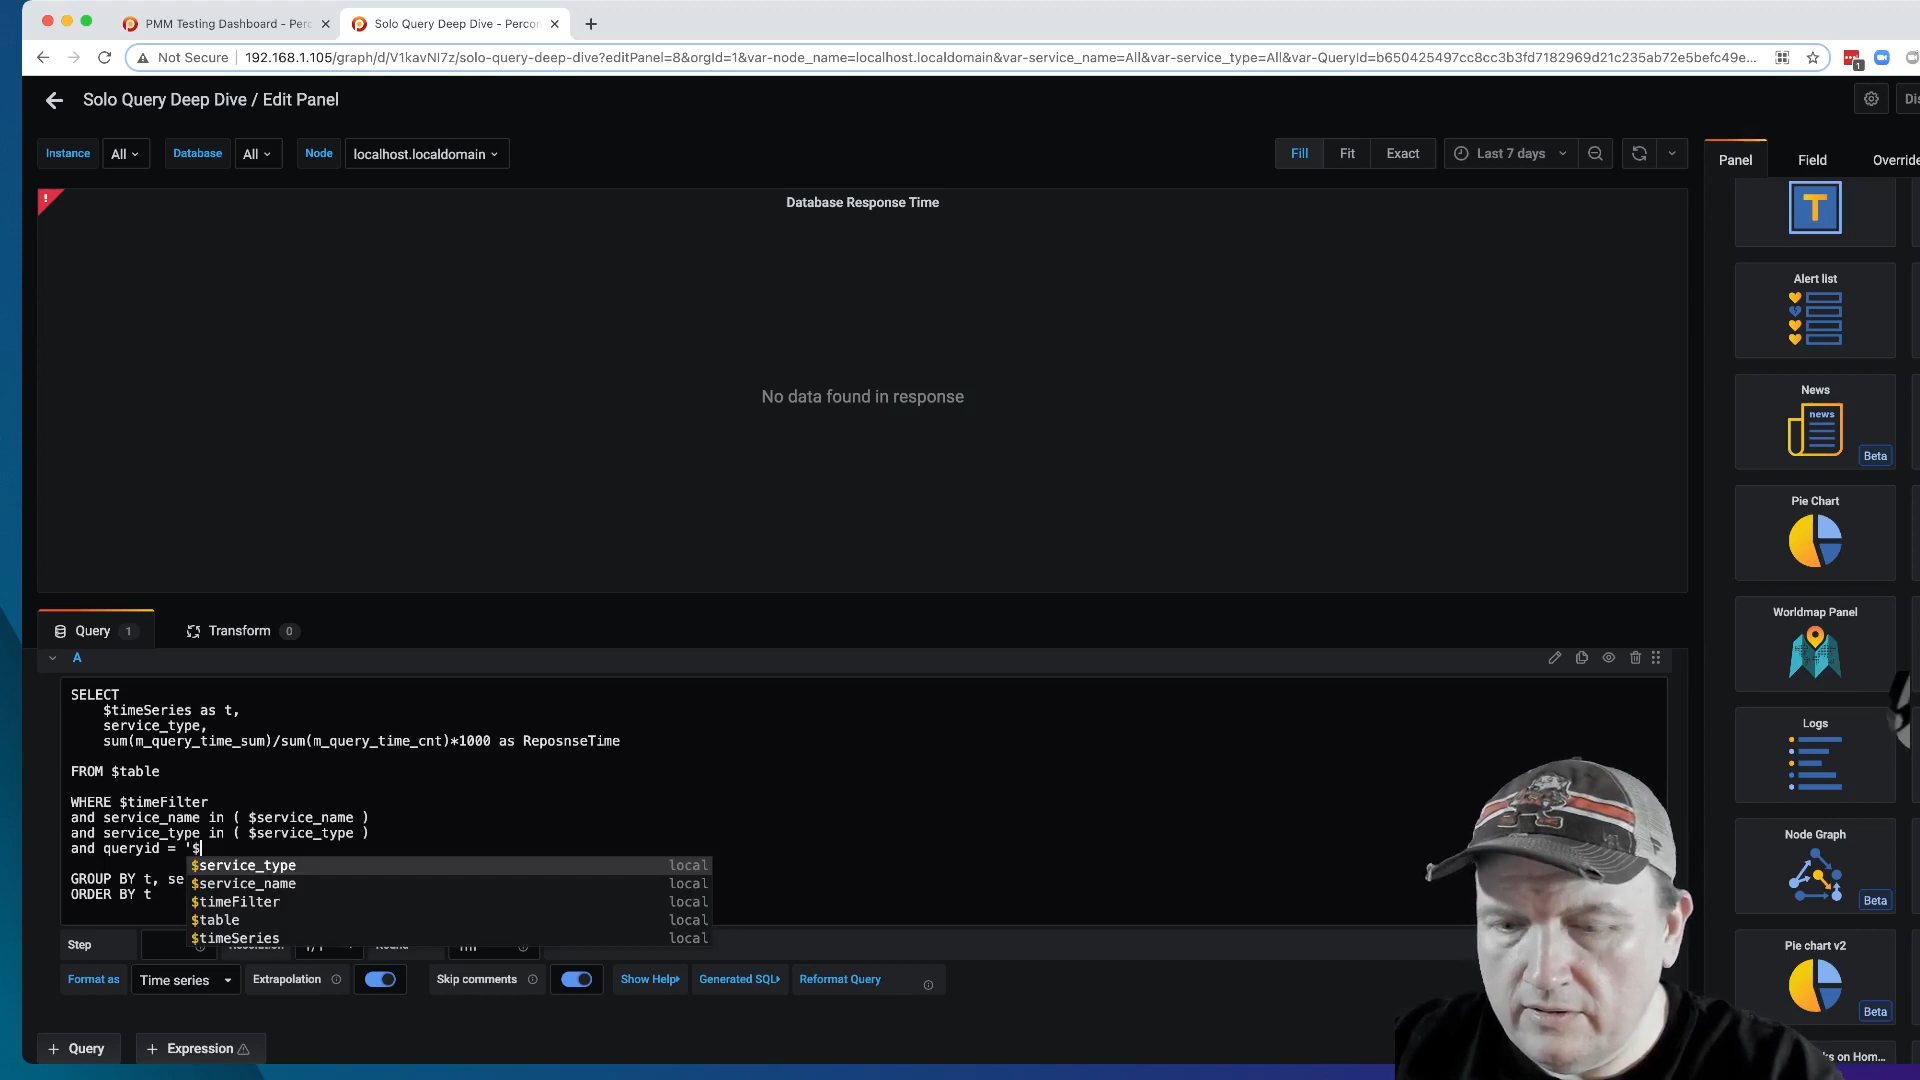 PMM Testing Dashboard - Perc
Solo Query Deep Dive - Percon
Not Secure
192.168.1.105/graph/d/V1kavNI7z/solo-query-deep-dive?editPanel=8&orgId=1&var-node_name=localhost.localdomain&var-service_name=All&var-service_type=All&var-QueryId=b650425497cc8cc3b3fd7182969d21c235ab72e5befc49e...
1
Solo Query Deep Dive / Edit Panel
Dis
Instance All Database All Node localhost.localdomain
Fill Fit Exact Last 7 days
Panel Field Override
!
Database Response Time
No data found in response
T
Alert list
News
news
Beta
Pie Chart
Worldmap Panel
Logs
Node Graph
Beta
Pie chart v2
Beta
ks on Hom...
Query 1 Transform 0
A
SELECT
$timeSeries as t,
service_type,
sum(m_query_time_sum)/sum(m_query_time_cnt)*1000 as ReposnseTime
FROM $table
WHERE $timeFilter
and service_name in ( $service_name )
and service_type in ( $service_type )
and queryid = '$
GROUP BY t, se
ORDER BY t
$service_type local
$service_name local
$timeFilter local
$table local
$timeSeries local
Step
Format as Time series Extrapolation Skip comments Show Help Generated SQL Reformat Query
+ Query + Expression